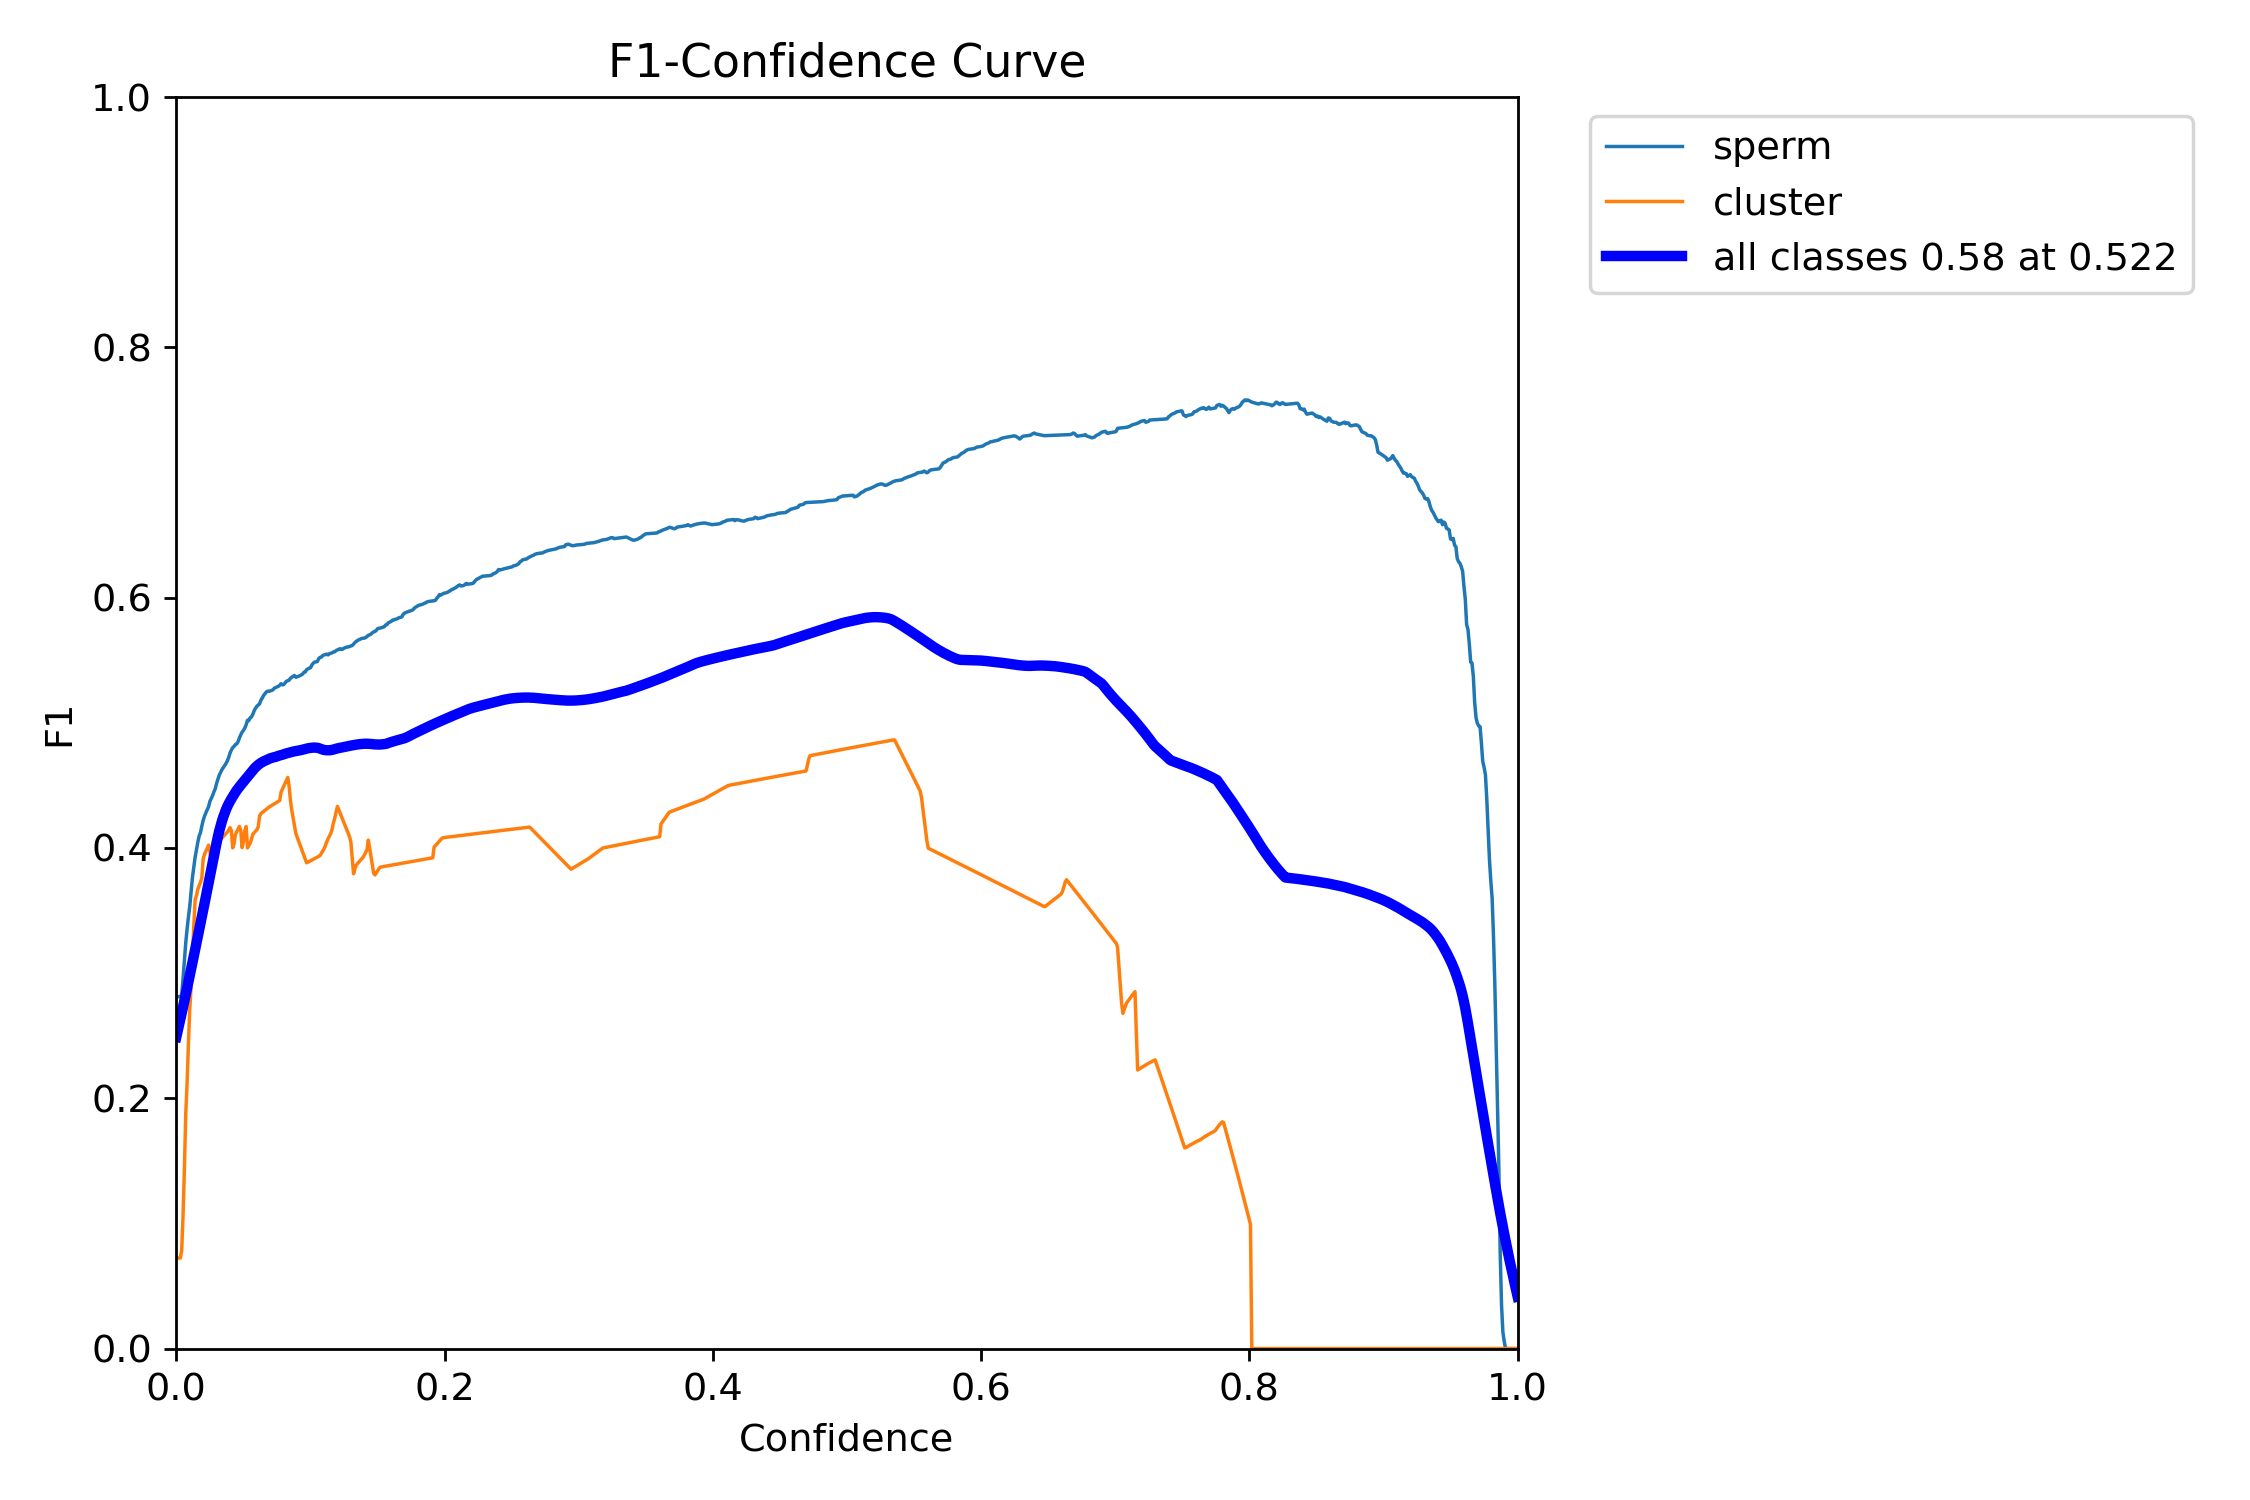 F1-Confidence Curve
sperm
cluster
all classes 0.58 at 0.522
1.0
0.8
0.6
0.4
0.2
0.0
F1
0.0 0.2 0.4 0.6 0.8 1.0
Confidence